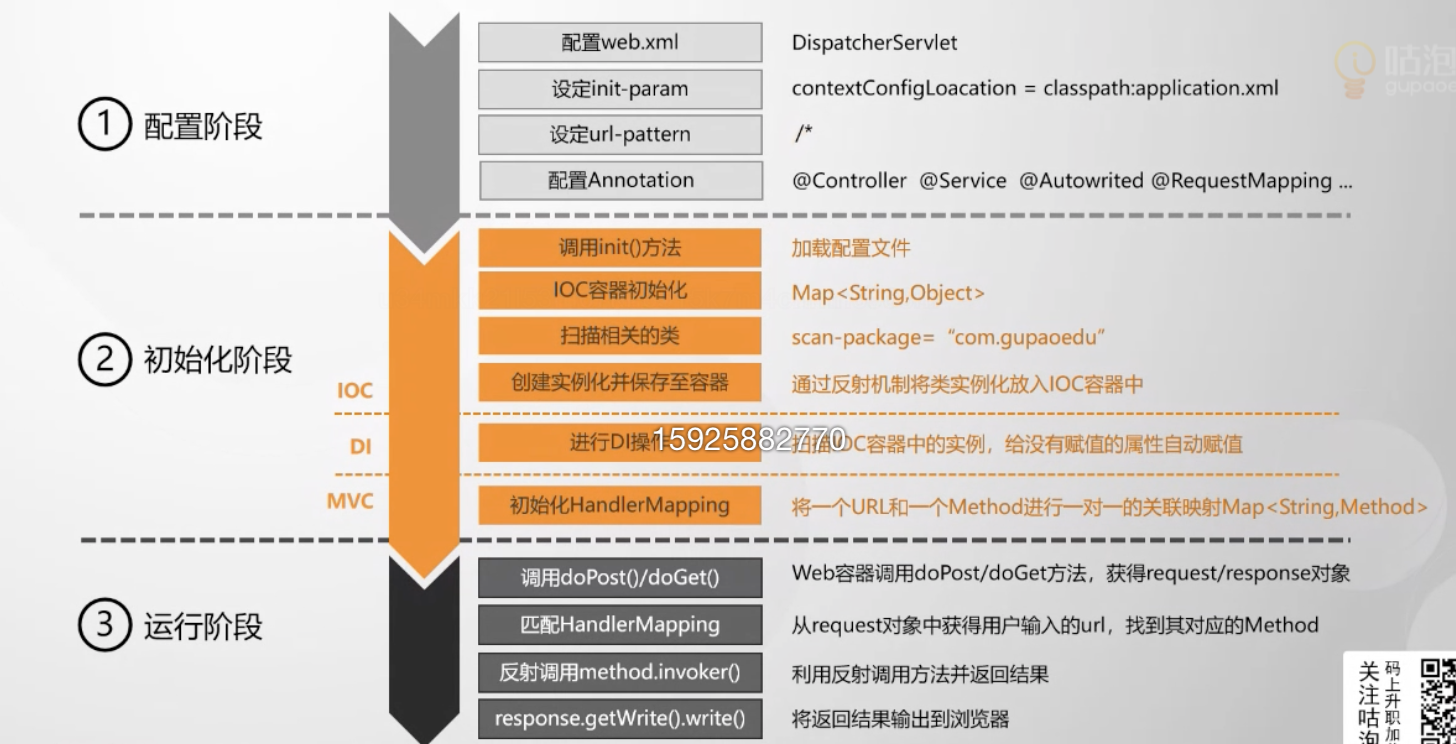 配置web.xml DispatcherServlet
咕泡
gupaoe
设定init-param contextConfigLoacation = classpath:application.xml
① 配置阶段
设定url-pattern /*
配置Annotation @Controller @Service @Autowrited @RequestMapping ...
调用init()方法 加载配置文件
IOC容器初始化 Map<String,Object>
扫描相关的类 scan-package= “com.gupaoedu”
② 初始化阶段
创建实例化并保存至容器 通过反射机制将类实例化放入IOC容器中
IOC
进行DI操作 扫描IOC容器中的实例，给没有赋值的属性自动赋值
15925882770
DI
MVC
初始化HandlerMapping 将一个URL和一个Method进行一对一的关联映射Map<String,Method>
调用doPost()/doGet() Web容器调用doPost/doGet方法，获得request/response对象
③ 运行阶段
匹配HandlerMapping 从request对象中获得用户输入的url，找到其对应的Method
反射调用method.invoker() 利用反射调用方法并返回结果
response.getWrite().write() 将返回结果输出到浏览器
关注咕泡
码上升职加